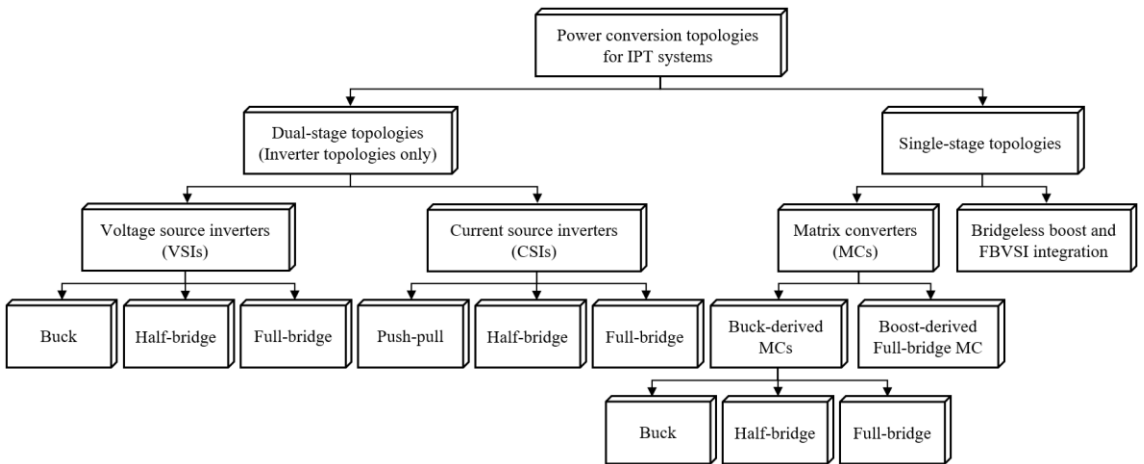 Power conversion topologies
for IPT systems
Dual-stage topologies
(Inverter topologies only)
Single-stage topologies
Voltage source inverters
(VSIs)
Current source inverters
(CSIs)
Matrix converters
(MCs)
Bridgeless boost and
FBVSI integration
Buck
Half-bridge
Full-bridge
Push-pull
Half-bridge
Full-bridge
Buck-derived
MCs
Boost-derived
Full-bridge MC
Buck
Half-bridge
Full-bridge